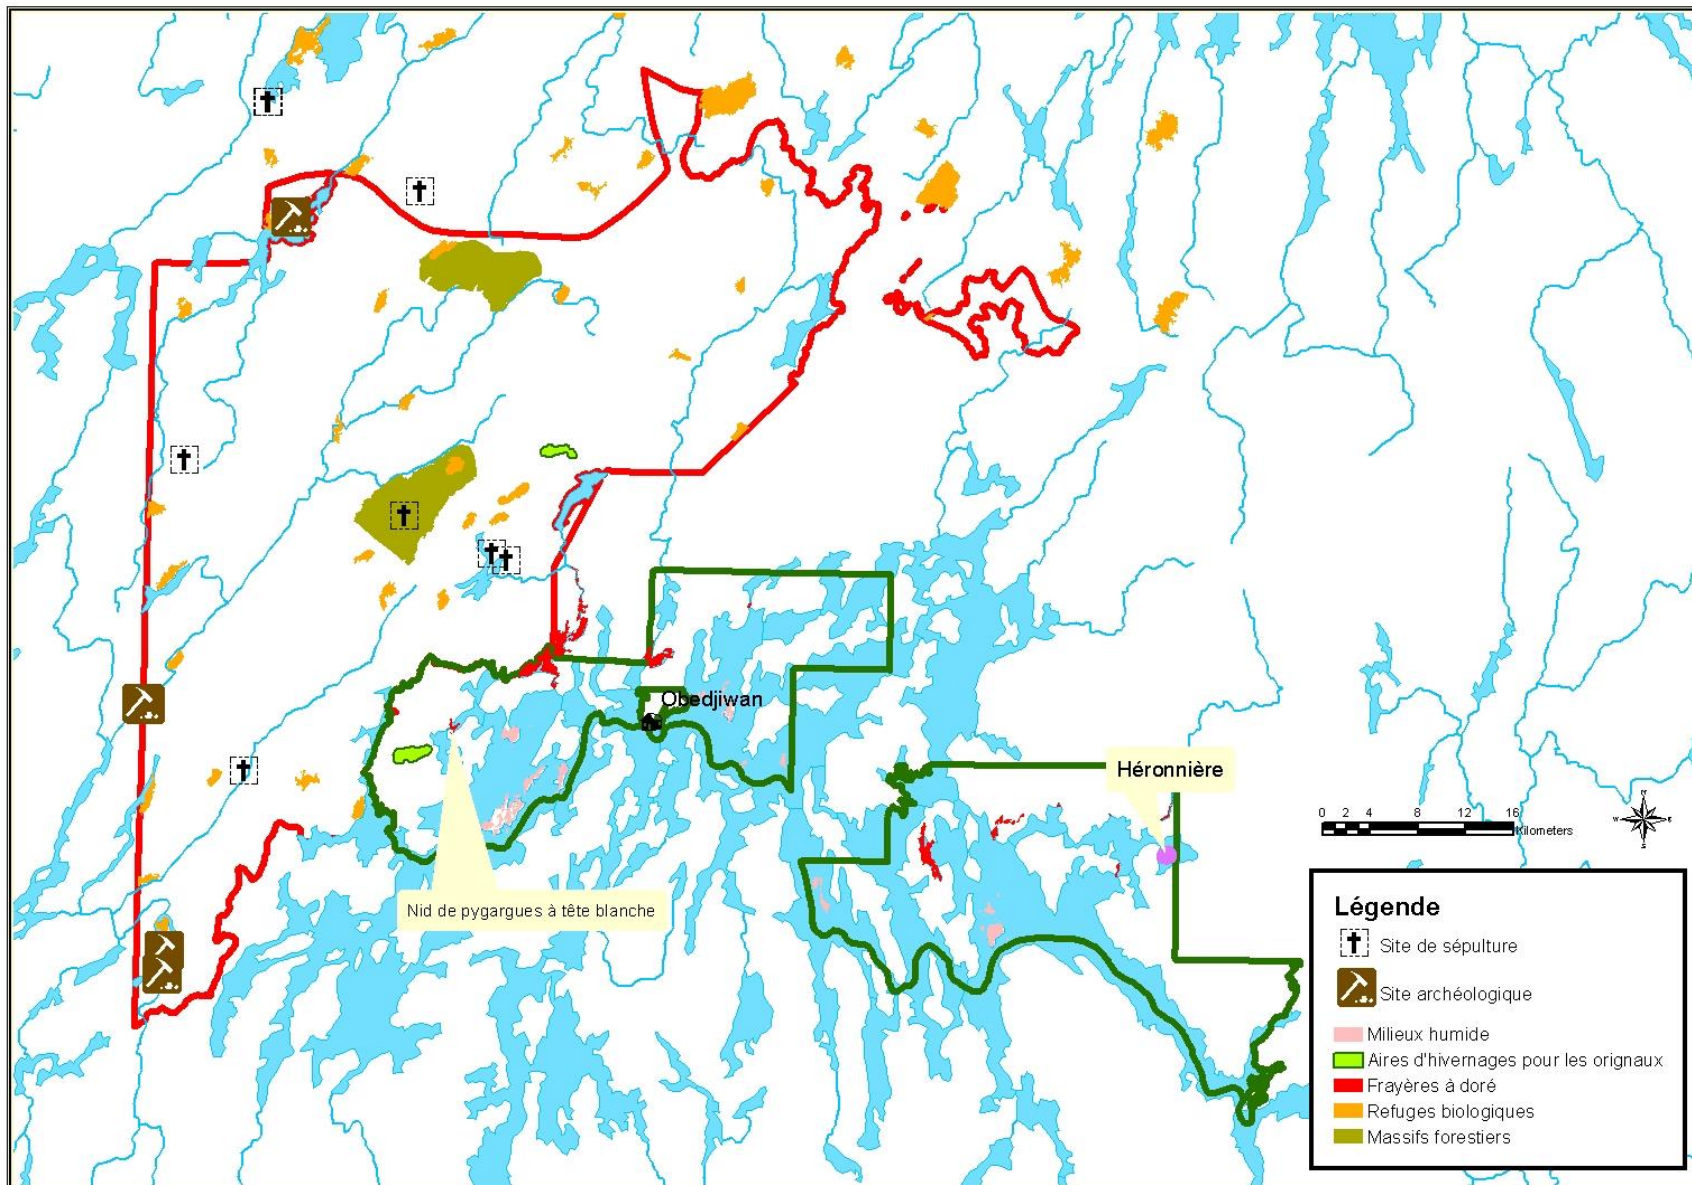 Obedjiwan
Héronnière
Nid de pygargues à tête blanche
0 2 4 8 12 16
Kilometers
N
W E
S
Légende
Site de sépulture
Site archéologique
Milieux humide
Aires d'hivernages pour les orignaux
Frayères à doré
Refuges biologiques
Massifs forestiers